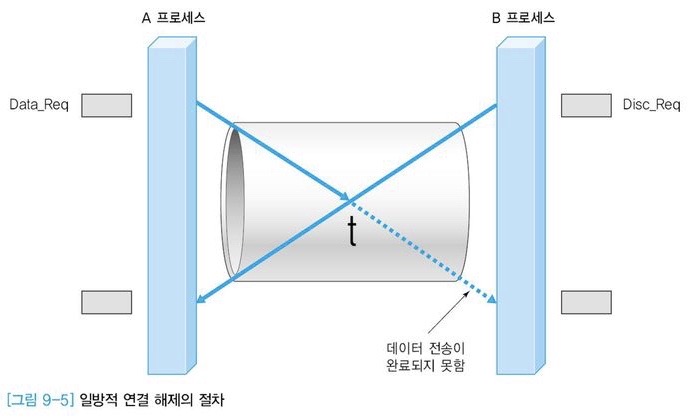 A 프로세스
B 프로세스
Data_Req
Disc_Req
t
데이터 전송이
완료되지 못함
[그림 9-5] 일방적 연결 해제의 절차